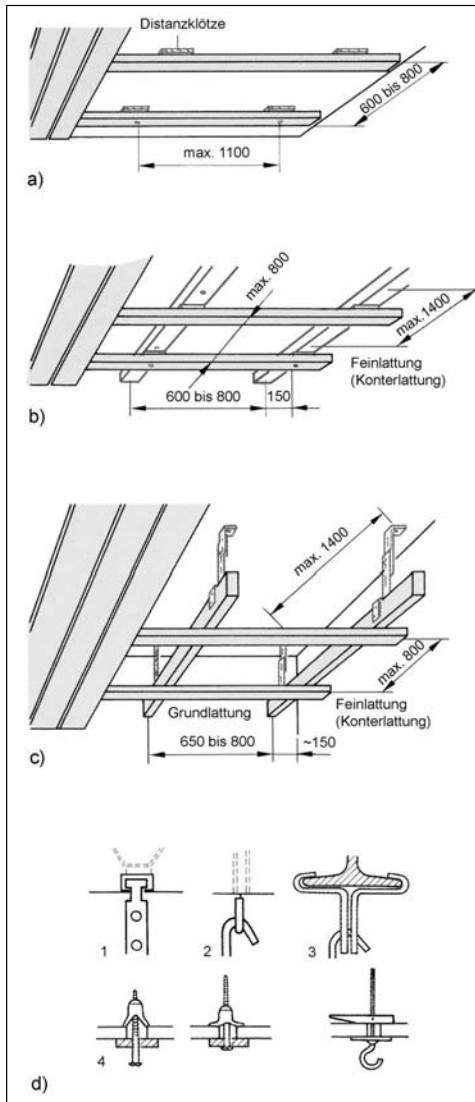 Distanzklötze
600 bis 800
max. 1100
a)
max. 800
max.1400
Feinlattung
(Konterlattung)
600 bis 800
150
b)
max. 1400
max. 800
Grundlattung
Feinlattung
(Konterlattung)
650 bis 800
~150
c)
1
2
3
4
d)